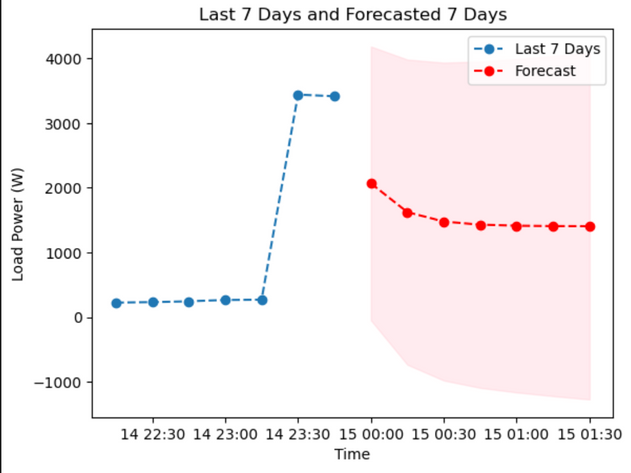 Last 7 Days and Forecasted 7 Days
Last 7 Days
Forecast
4000
3000
2000
1000
0
−1000
Load Power (W)
14 22:30 14 23:00 14 23:30 15 00:00 15 00:30 15 01:00 15 01:30
Time